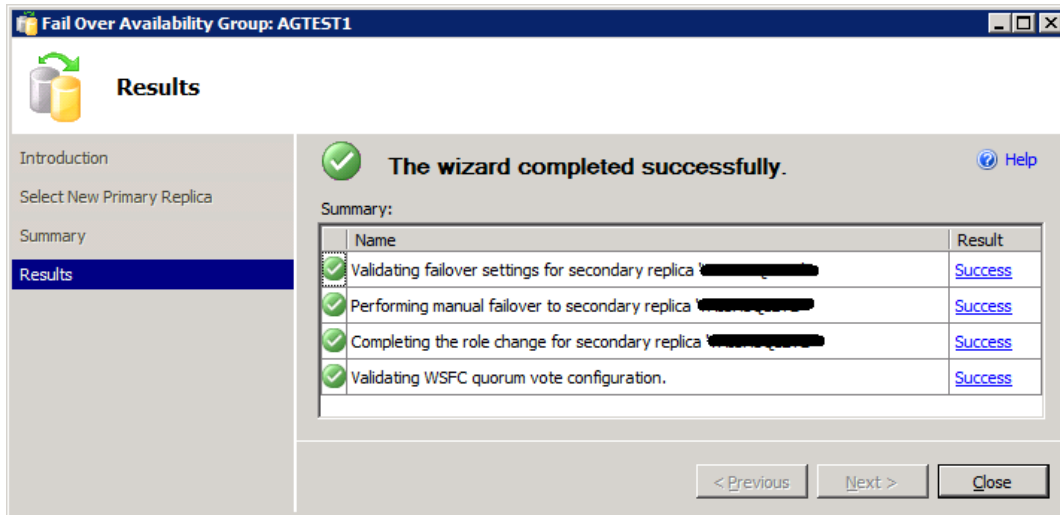 Fail Over Availability Group: AGTEST1
Results
Introduction
Select New Primary Replica
Summary
Results
The wizard completed successfully.
Help
Summary:
Name Result
Validating failover settings for secondary replica ' Success
Performing manual failover to secondary replica ' Success
Completing the role change for secondary replica ' Success
Validating WSFC quorum vote configuration. Success
< Previous Next > Close